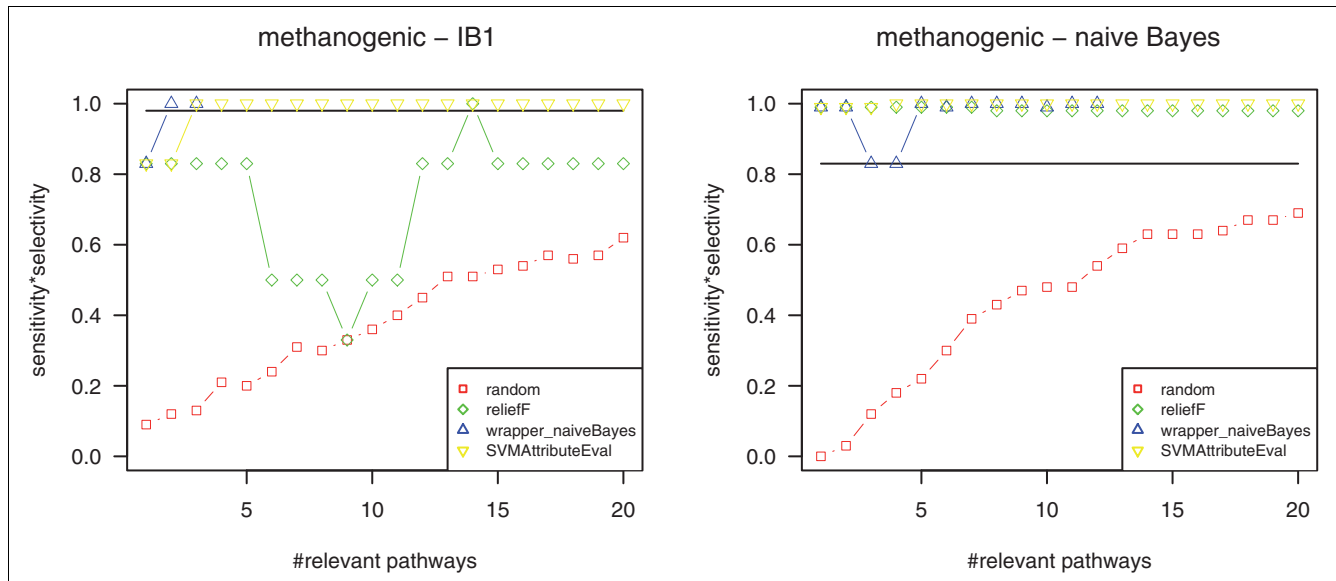 methanogenic − IB1
1.0
0.8
0.6
0.4
0.2
0.0
sensitivity*selectivity
5 10 15 20
#relevant pathways
random
reliefF
wrapper_naiveBayes
SVMAttributeEval
methanogenic − naive Bayes
1.0
0.8
0.6
0.4
0.2
0.0
sensitivity*selectivity
5 10 15 20
#relevant pathways
random
reliefF
wrapper_naiveBayes
SVMAttributeEval